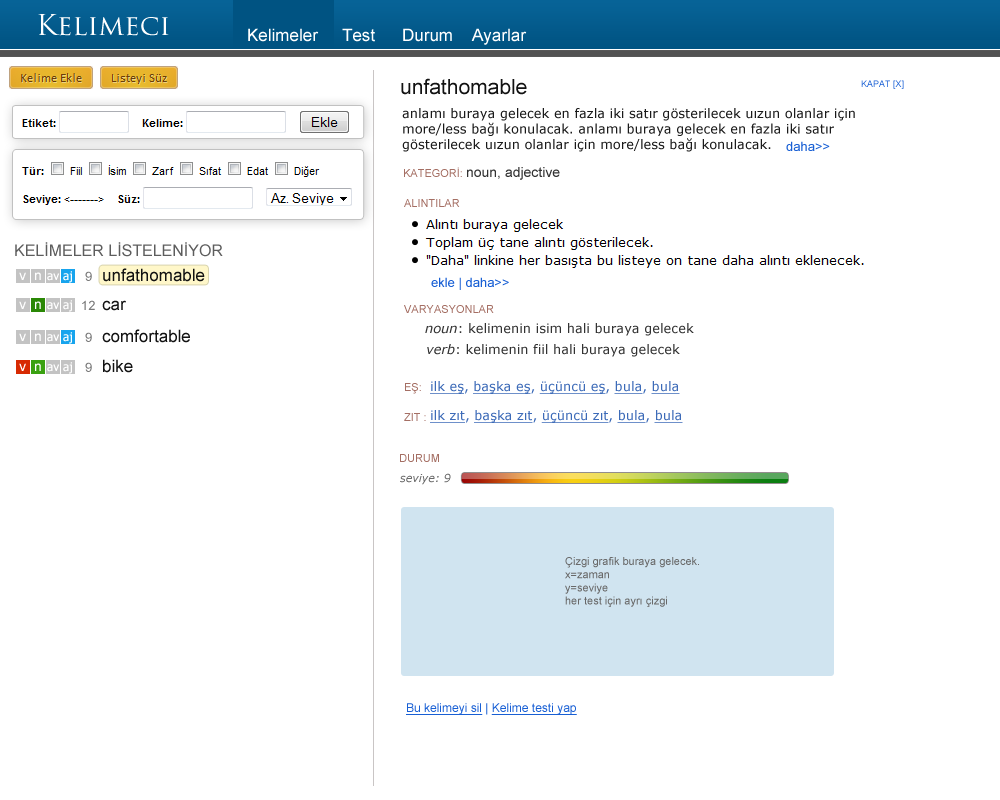 KELIMECI
Kelimeler Test Durum Ayarlar
Kelime Ekle Listeyi Süz
Etiket: Kelime: Ekle
Tür: Fiil İsim Zarf Sıfat Edat Diğer
Seviye: <-------> Süz: Az. Seviye
KELİMELER LİSTELENİYOR
v n av aj 9 unfathomable
v n av aj 12 car
v n av aj 9 comfortable
v n av aj 9 bike
unfathomable
KAPAT [X]
anlamı buraya gelecek en fazla iki satır gösterilecek uızun olanlar için
more/less bağı konulacak. anlamı buraya gelecek en fazla iki satır
gösterilecek uızun olanlar için more/less bağı konulacak. daha>>
KATEGORİ: noun, adjective
ALINTILAR
• Alıntı buraya gelecek
• Toplam üç tane alıntı gösterilecek.
• "Daha" linkine her basışta bu listeye on tane daha alıntı eklenecek.
ekle | daha>>
VARYASYONLAR
noun: kelimenin isim hali buraya gelecek
verb: kelimenin fiil hali buraya gelecek
EŞ: ilk eş, başka eş, üçüncü eş, bula, bula
ZIT : ilk zıt, başka zıt, üçüncü zıt, bula, bula
DURUM
seviye: 9
Çizgi grafik buraya gelecek.
x=zaman
y=seviye
her test için ayrı çizgi
Bu kelimeyi sil | Kelime testi yap